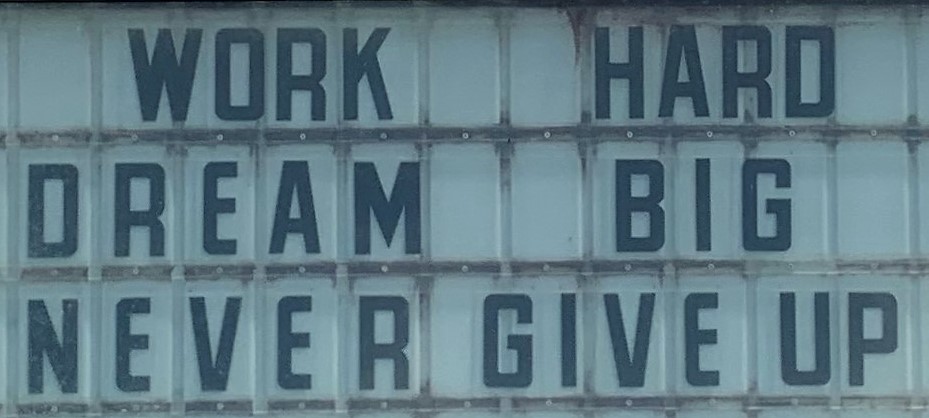 WORK HARD
DREAM BIG
NEVER GIVE UP